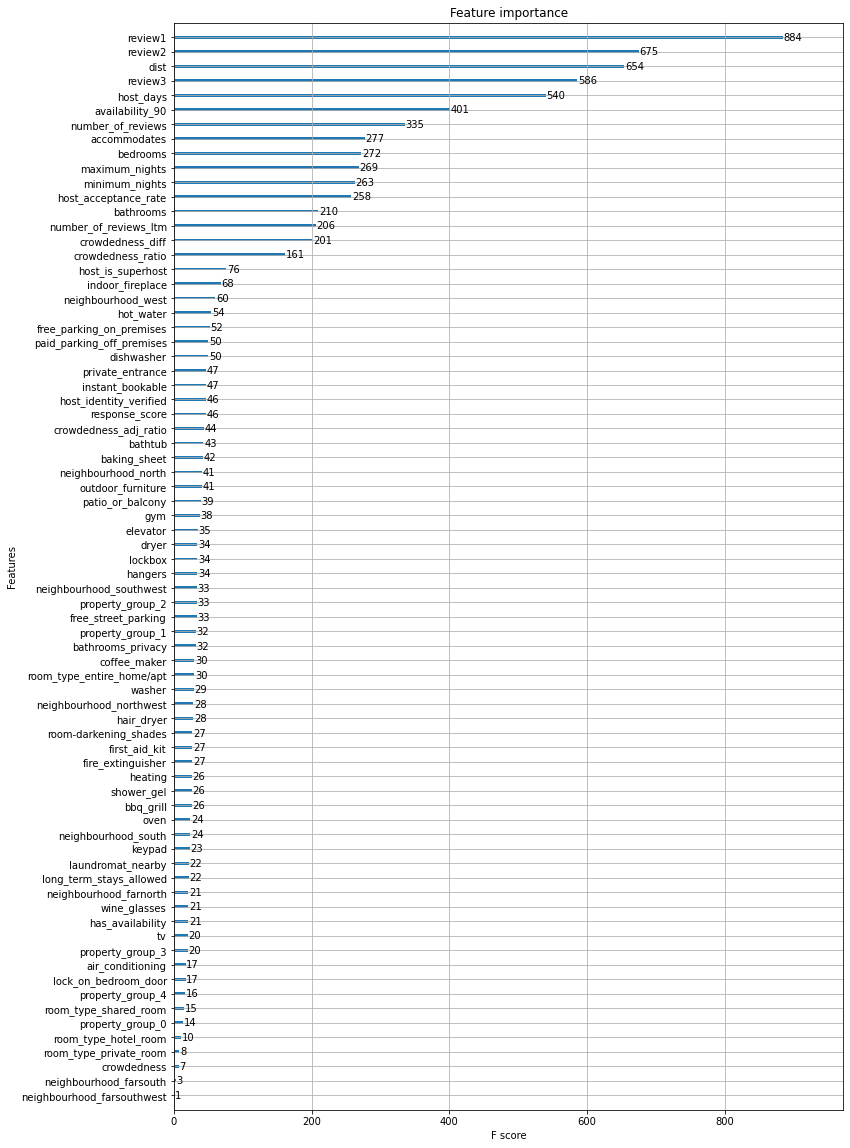 Feature importance
review1 884
review2 675
dist 654
review3 586
host_days 540
availability_90 401
number_of_reviews 335
accommodates 277
bedrooms 272
maximum_nights 269
minimum_nights 263
host_acceptance_rate 258
bathrooms 210
number_of_reviews_ltm 206
crowdedness_diff 201
crowdedness_ratio 161
host_is_superhost 76
indoor_fireplace 68
neighbourhood_west 60
hot_water 54
free_parking_on_premises 52
paid_parking_off_premises 50
dishwasher 50
private_entrance 47
instant_bookable 47
host_identity_verified 46
response_score 46
crowdedness_adj_ratio 44
bathtub 43
baking_sheet 42
neighbourhood_north 41
outdoor_furniture 41
patio_or_balcony 39
gym 38
elevator 35
dryer 34
lockbox 34
hangers 34
neighbourhood_southwest 33
property_group_2 33
free_street_parking 33
property_group_1 32
bathrooms_privacy 32
coffee_maker 30
room_type_entire_home/apt 30
washer 29
neighbourhood_northwest 28
hair_dryer 28
room-darkening_shades 27
first_aid_kit 27
fire_extinguisher 27
heating 26
shower_gel 26
bbq_grill 26
oven 24
neighbourhood_south 24
keypad 23
laundromat_nearby 22
long_term_stays_allowed 22
neighbourhood_farnorth 21
wine_glasses 21
has_availability 21
tv 20
property_group_3 20
air_conditioning 17
lock_on_bedroom_door 17
property_group_4 16
room_type_shared_room 15
property_group_0 14
room_type_hotel_room 10
room_type_private_room 8
crowdedness 7
neighbourhood_farsouth 3
neighbourhood_farsouthwest 1
0 200 400 600 800
F score
Features